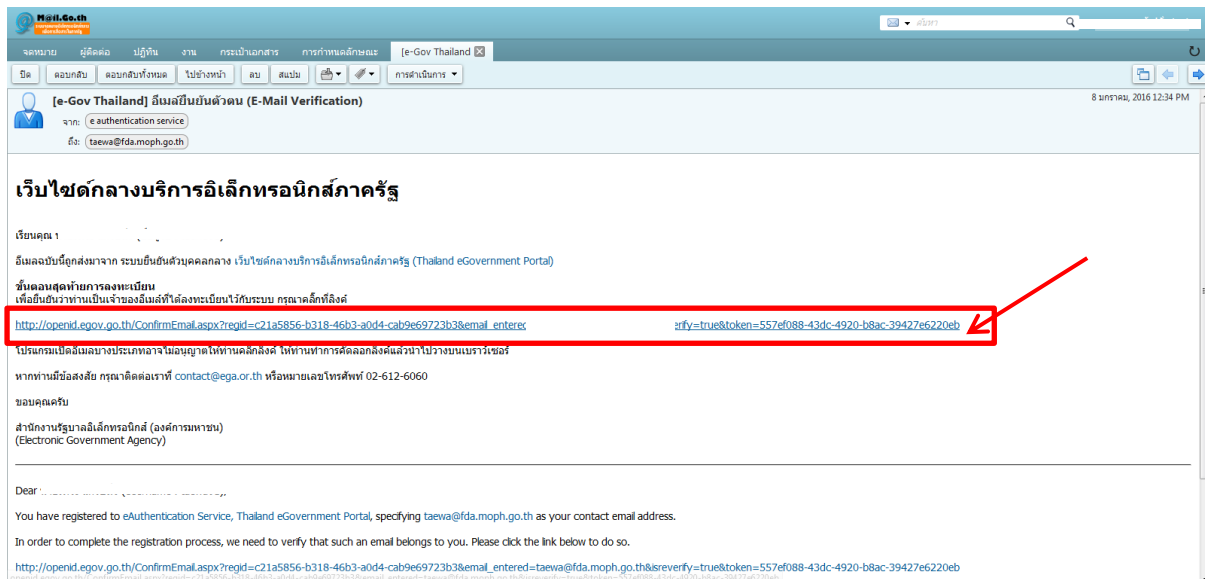 M@il.Go.th
ค้นหา
จดหมาย ผู้ติดต่อ ปฏิทิน งาน กระเป๋าเอกสาร การกำหนดลักษณะ [e-Gov Thailand
ปิด ตอบกลับ ตอบกลับทั้งหมด ไปข้างหน้า ลบ สแปม การดำเนินการ
[e-Gov Thailand] อีเมล์ยืนยันตัวตน (E-Mail Verification)
8 มกราคม, 2016 12:34 PM
จาก: e authentication service
ถึง: taewa@fda.moph.go.th
เว็บไซต์กลางบริการอิเล็กทรอนิกส์ภาครัฐ
เรียนคุณ
อีเมลฉบับนี้ถูกส่งมาจาก ระบบยืนยันตัวบุคคลกลาง เว็บไซต์กลางบริการอิเล็กทรอนิกส์ภาครัฐ (Thailand eGovernment Portal)
ขั้นตอนสุดท้ายการลงทะเบียน
เพื่อยืนยันว่าท่านเป็นเจ้าของอีเมล์ที่ได้ลงทะเบียนไว้กับระบบ กรุณาคลิ๊กที่ลิงค์
http://openid.egov.go.th/ConfirmEmail.aspx?regid=c21a5856-b318-46b3-a0d4-cab9e69723b3&email_enterec erify=true&token=557ef088-43dc-4920-b8ac-39427e6220eb
โปรแกรมเปิดอีเมลบางประเภทอาจไม่อนุญาตให้ท่านคลิกลิงค์ ให้ท่านทำการคัดลอกลิงค์แล้วนำไปวางบนเบราว์เซอร์
หากท่านมีข้อสงสัย กรุณาติดต่อเราที่ contact@ega.or.th หรือหมายเลขโทรศัพท์ 02-612-6060
ขอบคุณครับ
สำนักงานรัฐบาลอิเล็กทรอนิกส์ (องค์การมหาชน)
(Electronic Government Agency)
Dear
You have registered to eAuthentication Service, Thailand eGovernment Portal, specifying taewa@fda.moph.go.th as your contact email address.
In order to complete the registration process, we need to verify that such an email belongs to you. Please click the link below to do so.
http://openid.egov.go.th/ConfirmEmail.aspx?regid=c21a5856-b318-46b3-a0d4-cab9e69723b3&email_entered=taewa@fda.moph.go.th&isreverify=true&token=557ef088-43dc-4920-b8ac-39427e6220eb